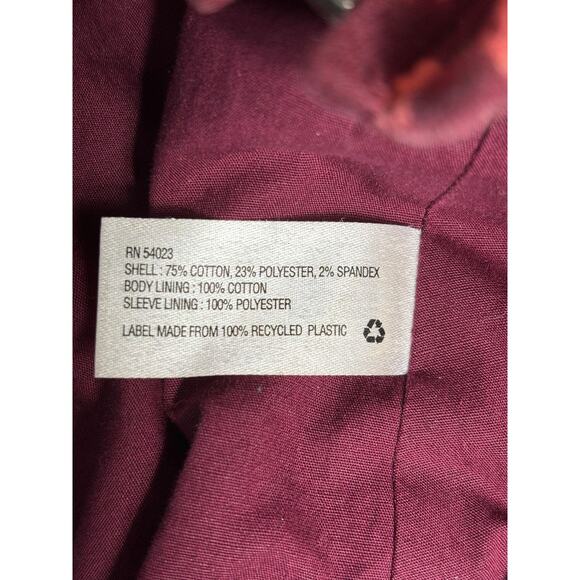 RN 54023
SHELL : 75% COTTON, 23% POLYESTER, 2% SPANDEX
BODY LINING : 100% COTTON
SLEEVE LINING : 100% POLYESTER
LABEL MADE FROM 100% RECYCLED PLASTIC